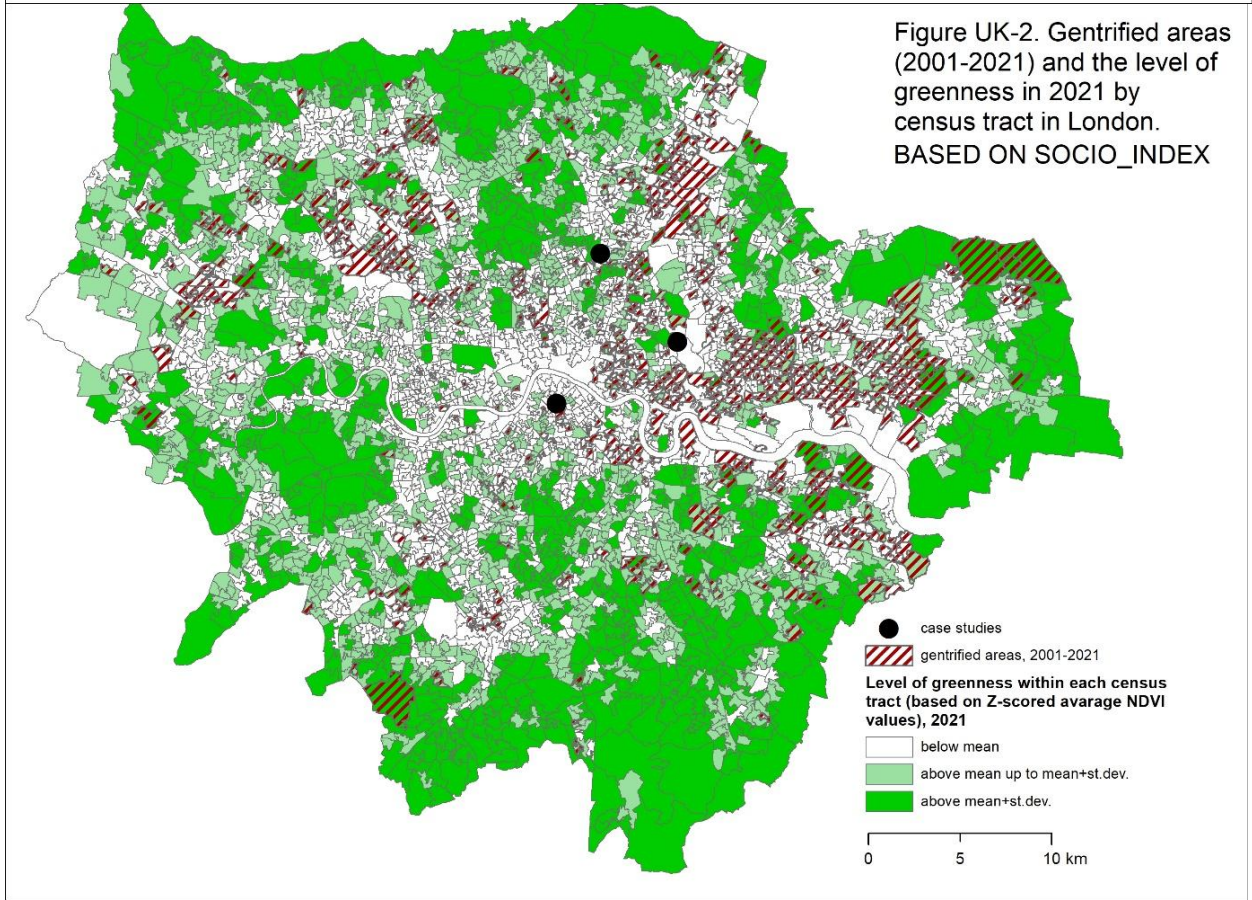 Figure UK-2. Gentrified areas
(2001-2021) and the level of
greenness in 2021 by
census tract in London.
BASED ON SOCIO_INDEX
case studies
gentrified areas, 2001-2021
Level of greenness within each census
tract (based on Z-scored avarage NDVI
values), 2021
below mean
above mean up to mean+st.dev.
above mean+st.dev.
0 5 10 km